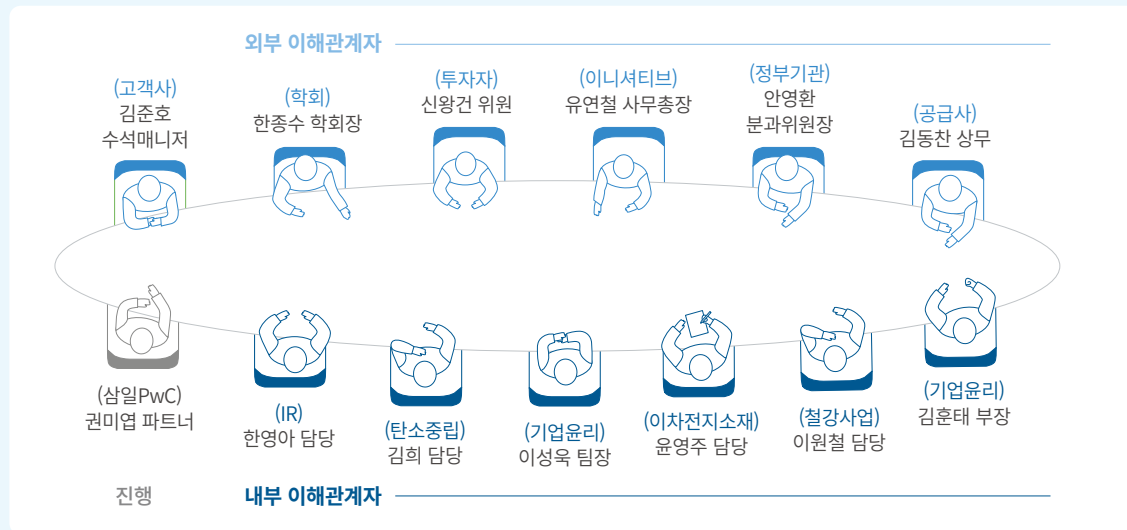 외부 이해관계자
(고객사)
김준호
수석매니저
(학회)
한종수 학회장
(투자자)
신왕건 위원
(이니셔티브)
유연철 사무총장
(정부기관)
안영환
분과위원장
(공급사)
김동찬 상무
(삼일PwC)
권미엽 파트너
(IR)
한영아 담당
(탄소중립)
김희 담당
(기업윤리)
이성욱 팀장
(이차전지소재)
윤영주 담당
(철강사업)
이원철 담당
(기업윤리)
김훈태 부장
진행
내부 이해관계자